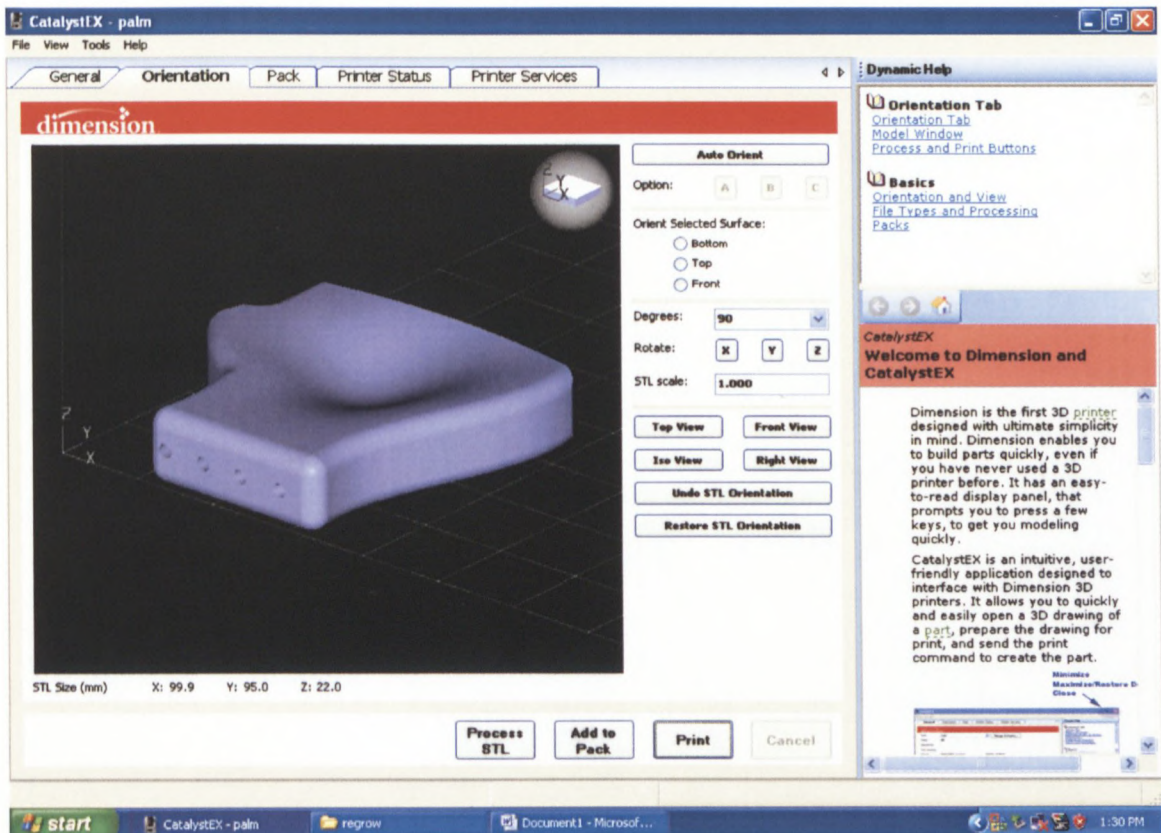 CatalystEX - palm
File View Tools Help
General Orientation Pack Printer Status Printer Services
dimension
Z
Y
X
Z
Y
X
STL Size (mm) X: 99.9 Y: 95.0 Z: 22.0
Auto Orient
Option: A B C
Orient Selected Surface:
Bottom
Top
Front
Degrees: 90
Rotate: X Y Z
STL scale: 1.000
Top View Front View
Iso View Right View
Undo STL Orientation
Restore STL Orientation
Process STL
Add to Pack
Print
Cancel
Dynamic Help
Orientation Tab
Orientation Tab
Model Window
Process and Print Buttons
Basics
Orientation and View
File Types and Processing
Packs
CatalystEX
Welcome to Dimension and
CatalystEX
Dimension is the first 3D printer
designed with ultimate simplicity
in mind. Dimension enables you
to build parts quickly, even if
you have never used a 3D
printer before. It has an easy-
to-read display panel, that
prompts you to press a few
keys, to get you modeling
quickly.
CatalystEX is an intuitive, user-
friendly application designed to
interface with Dimension 3D
printers. It allows you to quickly
and easily open a 3D drawing of
a part, prepare the drawing for
print, and send the print
command to create the part.
Minimize
Maximize/Restore D
Close
start CatalystEX - palm regrow Document1 - Microsof... 1:30 PM